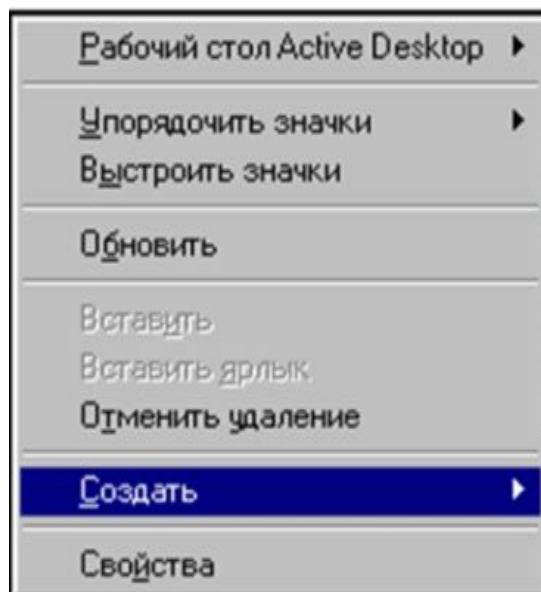 Рабочий стол Active Desktop
Упорядочить значки
Выстроить значки
Обновить
Вставить
Вставить ярлык
Отменить удаление
Создать
Свойства